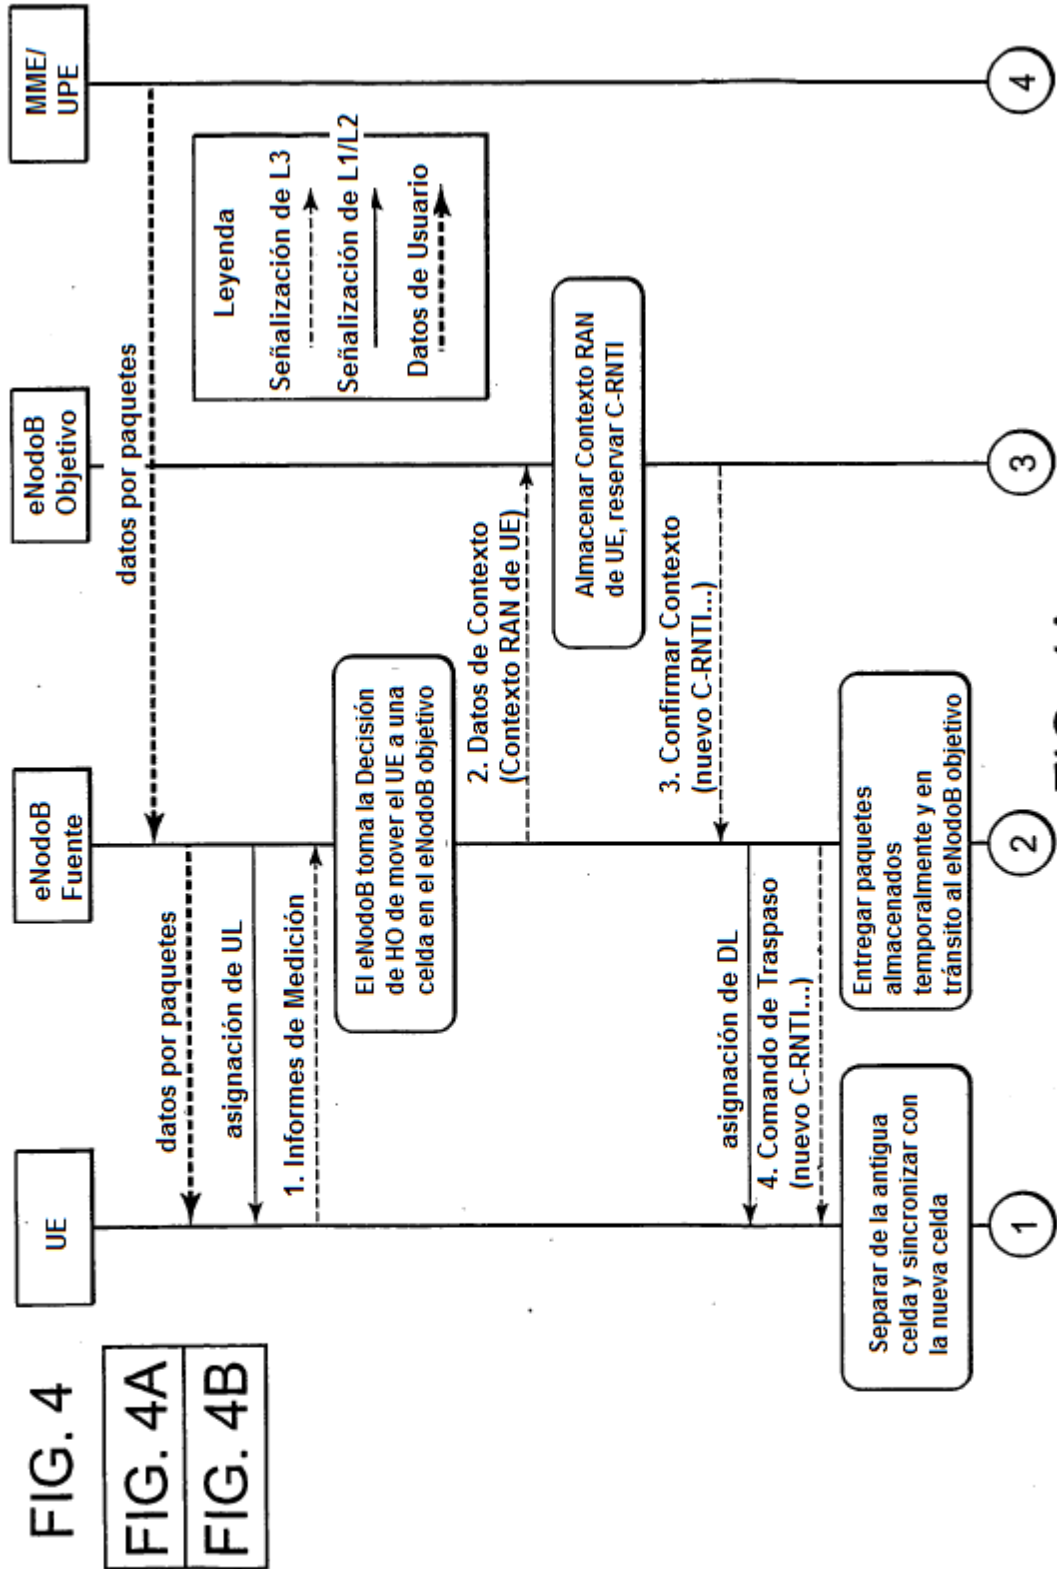 FIG. 4
FIG. 4A
FIG. 4B
UE
eNodoB
Fuente
eNodoB
Objetivo
MME/
UPE
datos por paquetes
datos por paquetes
asignación de UL
1. Informes de Medición
Leyenda
Señalización de L3
Señalización de L1/L2
Datos de Usuario
El eNodoB toma la Decisión
de HO de mover el UE a una
celda en el eNodoB objetivo
2. Datos de Contexto
(Contexto RAN de UE)
Almacenar Contexto RAN
de UE, reservar C-RNTI
3. Confirmar Contexto
(nuevo C-RNTI...)
asignación de DL
4. Comando de Traspaso
(nuevo C-RNTI...)
Separar de la antigua
celda y sincronizar con
la nueva celda
Entregar paquetes
almacenados
temporalmente y en
tránsito al eNodoB objetivo
1
2
3
4